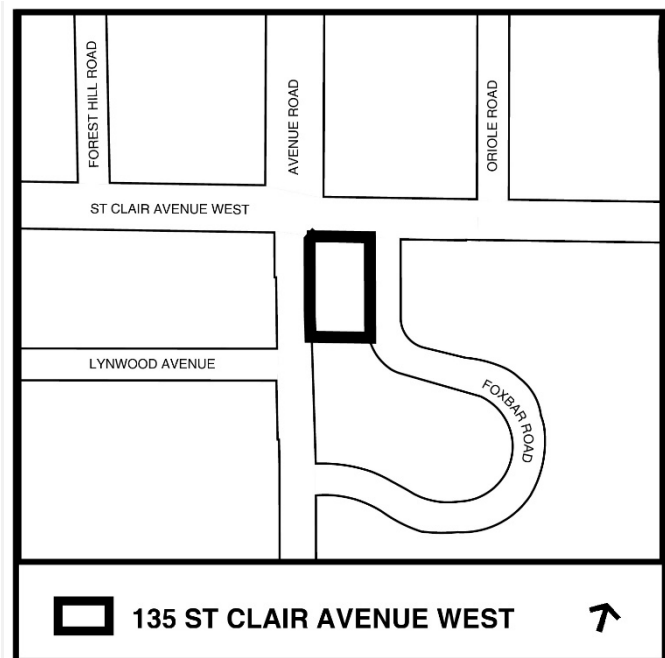 FOREST HILL ROAD
AVENUE ROAD
ORIOLE ROAD
ST CLAIR AVENUE WEST
LYNWOOD AVENUE
FOXBAR ROAD
135 ST CLAIR AVENUE WEST